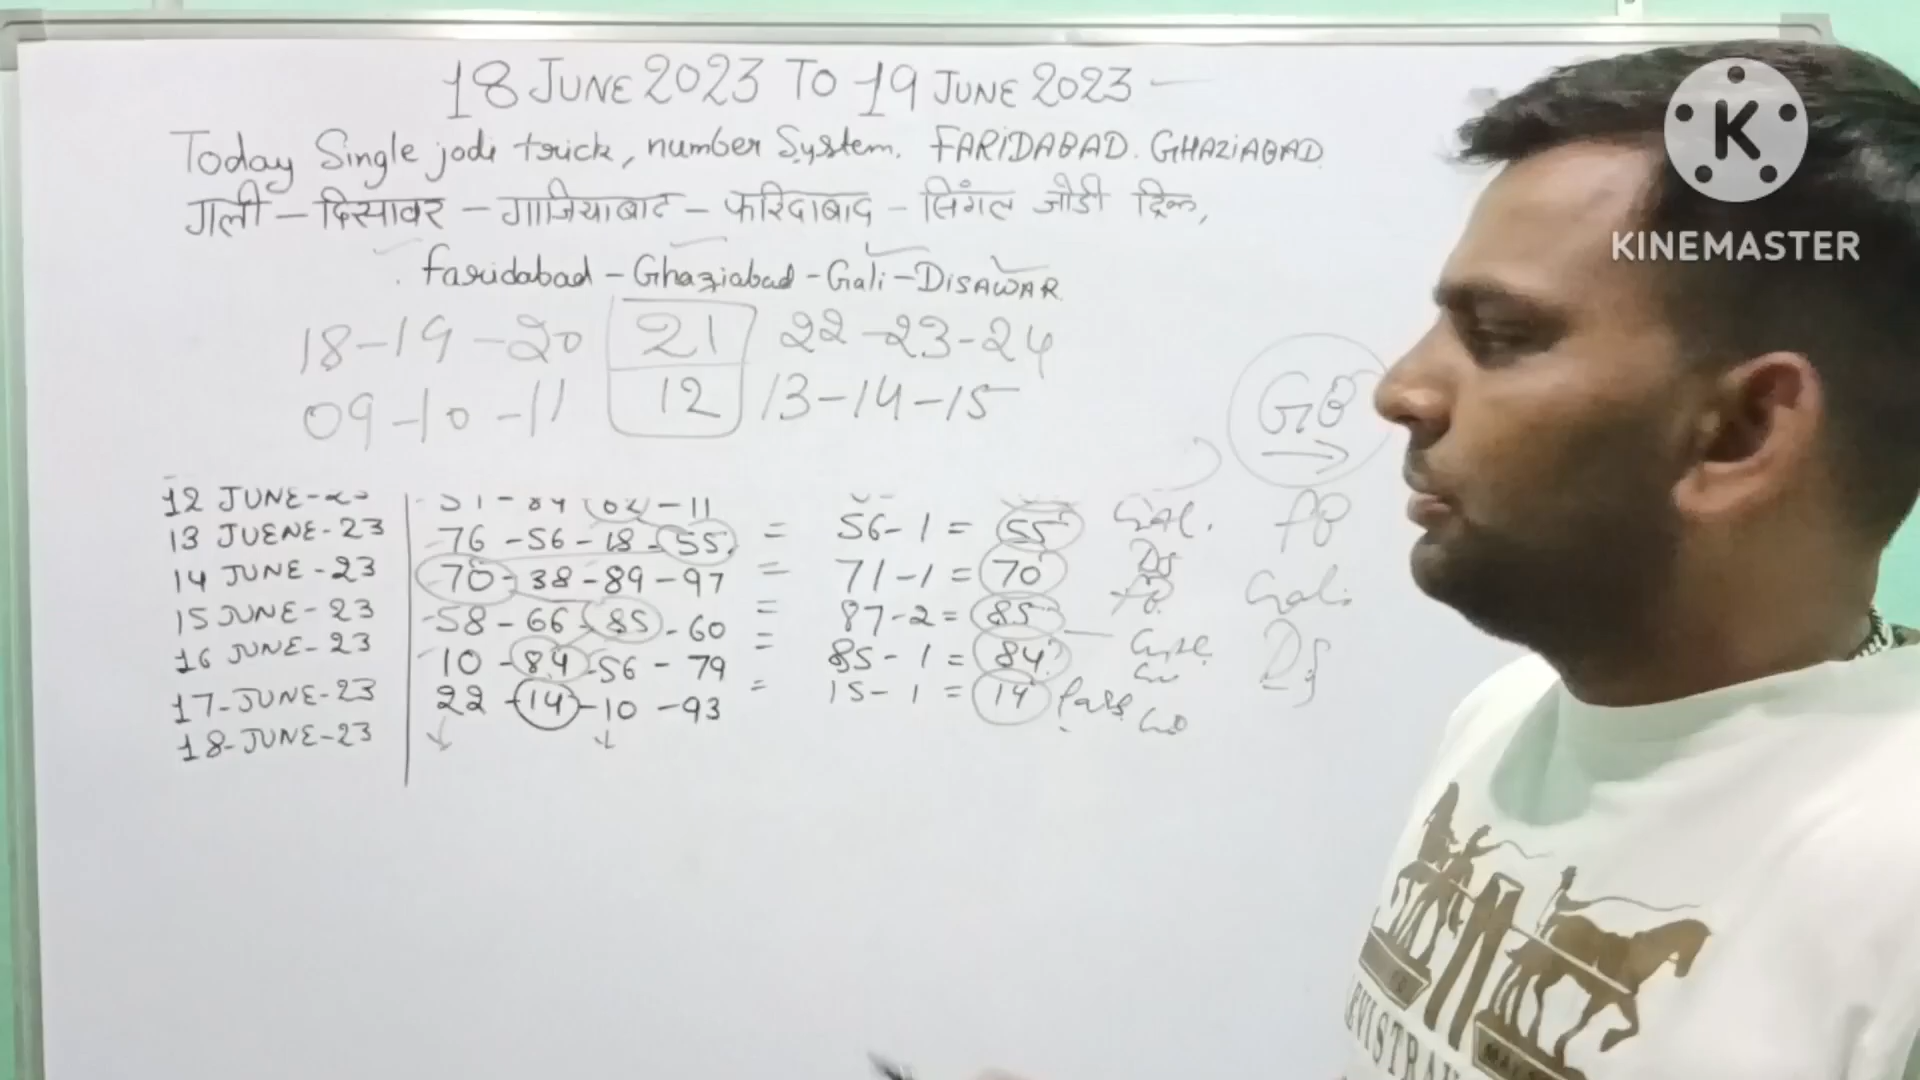 18 JUNE 2023 TO 19 JUNE 2023
Today Single jodi trick, number System. FARIDABAD. GHAZIABAD
गली – दिसावर – गाजियाबाद – फरिदाबाद – सिंगल जोडी ट्रिक,
faridabad - Ghaziabad - Gali - DISAWAR
18 - 19 - 20 21 22 - 23 - 24
09 - 10 - 11 12 13 - 14 - 15
GB
12 JUNE - 11
13 JUENE - 23 76 - 56 - 18 - 55 = 56 - 1 = 55 Gal. FB
14 JUNE - 23 70 - 38 - 89 - 97 = 71 - 1 = 70 Ds FB Gali
15 JUNE - 23 58 - 66 - 85 - 60 = 87 - 2 = 85
16 JUNE - 23 10 - 84 - 56 - 79 = 85 - 1 = 84 Ds
17 - JUNE - 23 22 - 14 - 10 - 93 = 15 - 1 = 14 Pass
18 - JUNE - 23
K
KINEMASTER